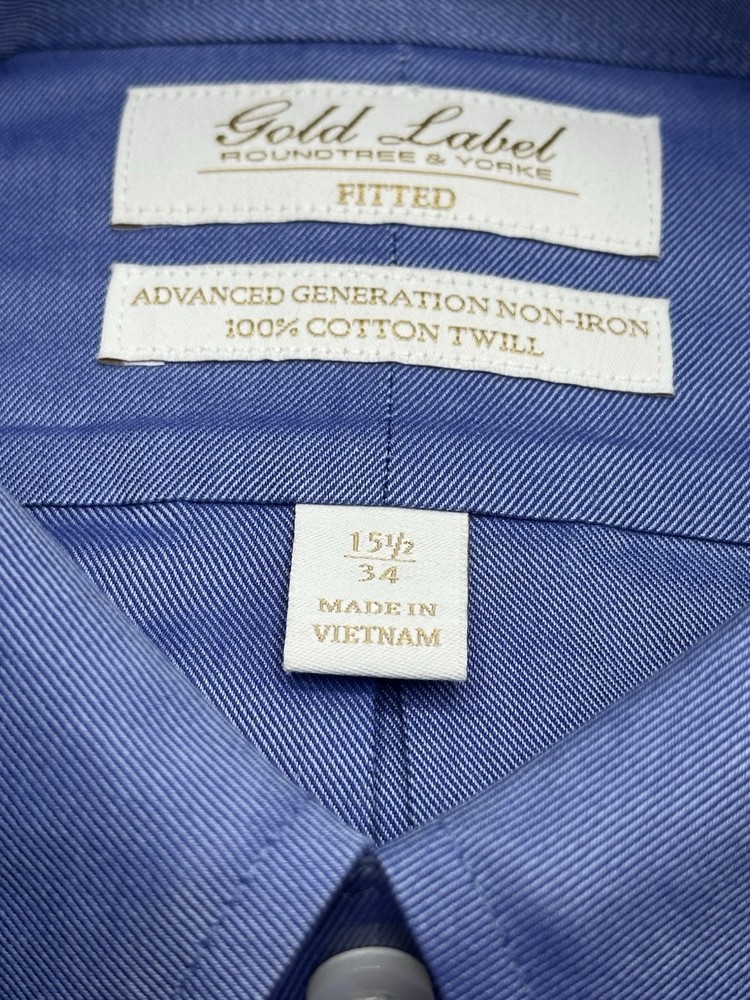 Gold Label
ROUNDTREE & YORKE
FITTED
ADVANCED GENERATION NON-IRON
100% COTTON TWILL
15½
34
MADE IN
VIETNAM